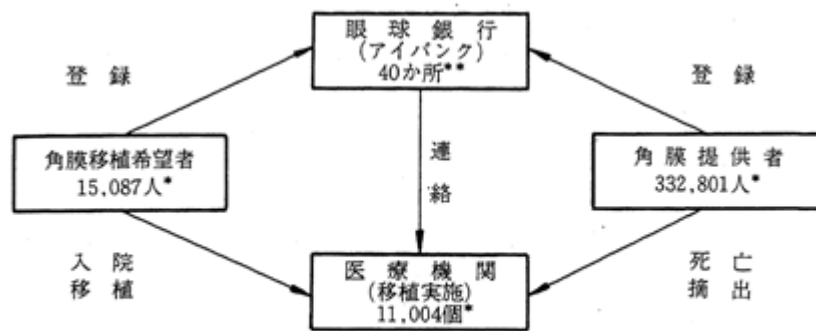 眼球銀行
(アイバンク)
40か所**
登録
登録
角膜移植希望者
15,087人*
連絡
角膜提供者
332,801人*
入院
移植
医療機関
(移植実施)
11,004個*
死亡
摘出